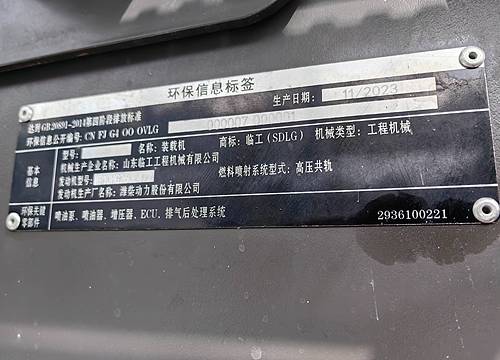 环保信息标签
生产日期: 11/2023
达到GB20891-2014第四阶段排放标准
环保信息公开编号: CN FJ G4 OO OVLG 000007 000001
基本信息
型号: 名称: 装载机 商标: 临工(SDLG) 机械类型: 工程机械
机械生产企业名称: 山东临工工程机械有限公司
发动机型号: 燃料喷射系统型式: 高压共轨
发动机生产厂名称: 潍柴动力股份有限公司
环保关键零部件
喷油泵、喷油器、增压器、ECU、排气后处理系统
2936100221